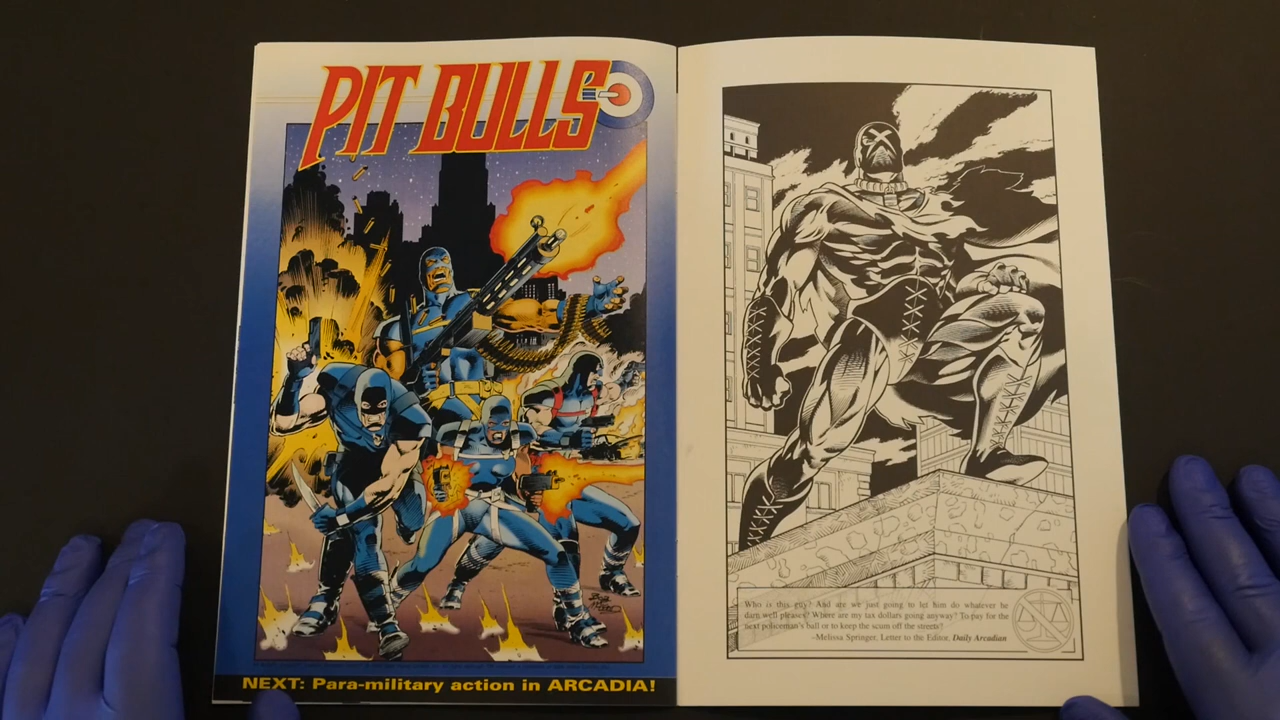 PIT BULLS
NEXT: Para-military action in ARCADIA!
Who is this guy? And are we just going to let him do whatever he
darn well pleases? Where are my tax dollars going anyway? To pay for the
next policeman's ball or to keep the scum off the streets?
–Melissa Springer, Letter to the Editor, Daily Arcadian